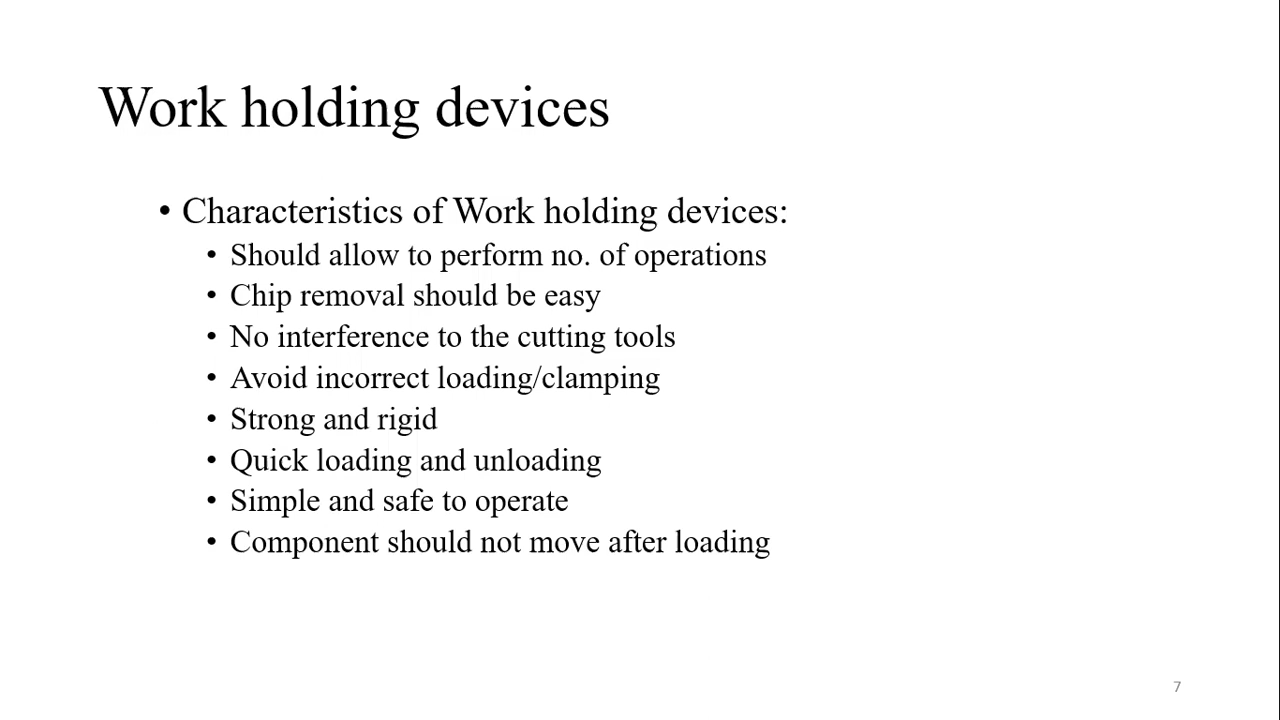 Work holding devices
• Characteristics of Work holding devices:
• Should allow to perform no. of operations
• Chip removal should be easy
• No interference to the cutting tools
• Avoid incorrect loading/clamping
• Strong and rigid
• Quick loading and unloading
• Simple and safe to operate
• Component should not move after loading
7